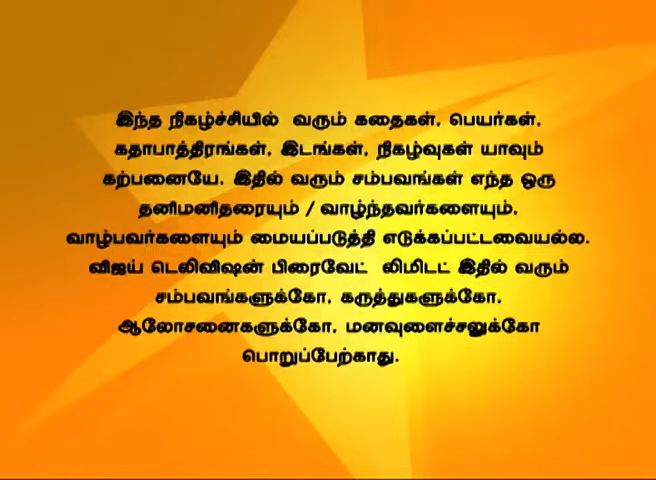 இந்த நிகழ்ச்சியில் வரும் கதைகள், பெயர்கள்,
கதாபாத்திரங்கள், இடங்கள், நிகழ்வுகள் யாவும்
கற்பனையே. இதில் வரும் சம்பவங்கள் எந்த ஒரு
தனிமனிதரையும் / வாழ்ந்தவர்களையும்,
வாழ்பவர்களையும் மையப்படுத்தி எடுக்கப்பட்டவையல்ல.
விஜய் டெலிவிஷன் பிரைவேட் லிமிடட் இதில் வரும்
சம்பவங்களுக்கோ, கருத்துகளுக்கோ,
ஆலோசனைகளுக்கோ, மனவுளைச்சலுக்கோ
பொறுப்பேற்காது.